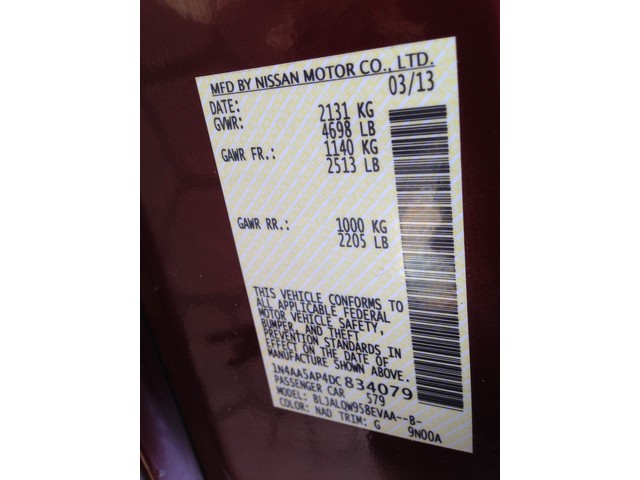 MFD BY NISSAN MOTOR CO., LTD.
DATE: 03/13
GVWR: 2131 KG
4698 LB
GAWR FR.: 1140 KG
2513 LB
GAWR RR.: 1000 KG
2205 LB
THIS VEHICLE CONFORMS TO
ALL APPLICABLE FEDERAL
MOTOR VEHICLE SAFETY,
BUMPER, AND THEFT
PREVENTION STANDARDS IN
EFFECT ON THE DATE OF
MANUFACTURE SHOWN ABOVE.
1N4AA5AP4DC834079
PASSENGER CAR 579
MODEL: BLJALQW958EVAA--B-
COLOR: NAD TRIM: G 9N00A